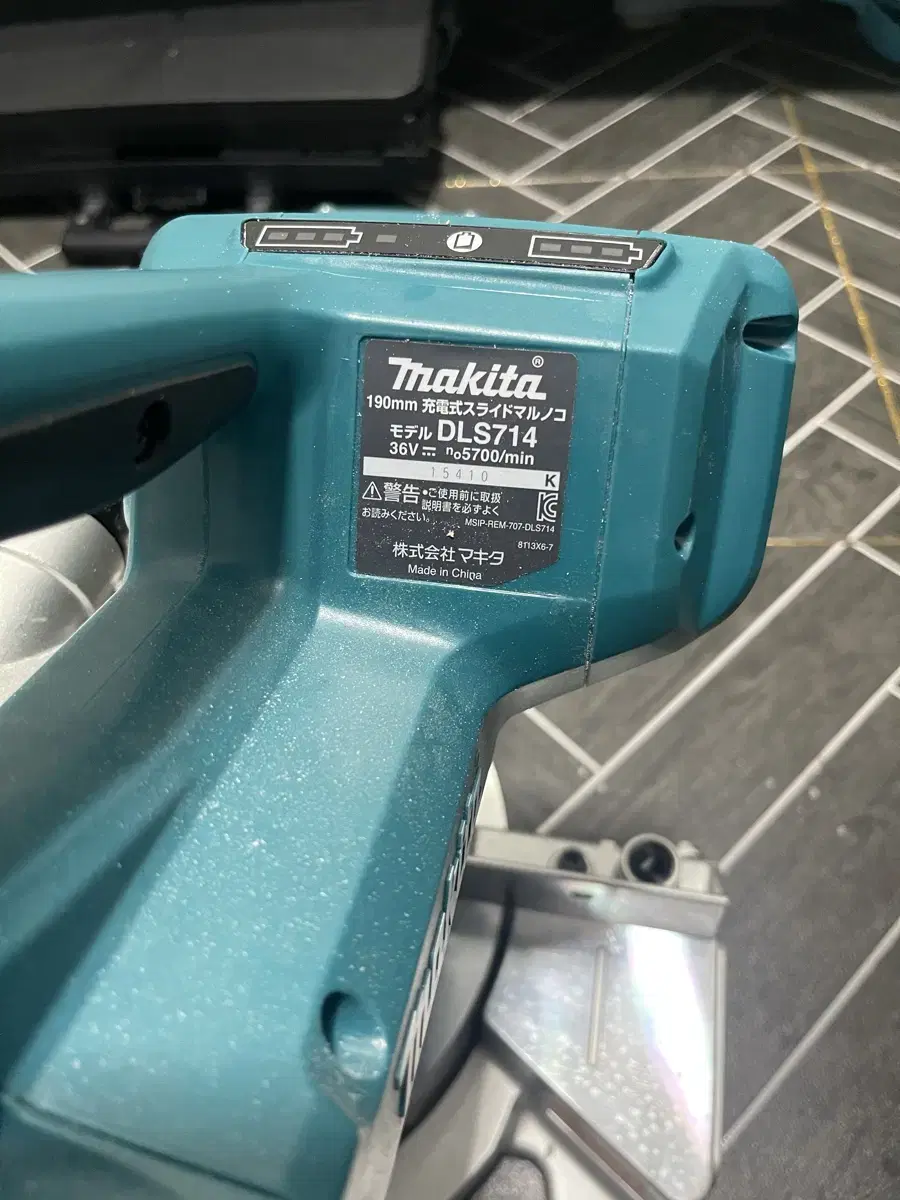 makita®
190mm 充電式スライドマルノコ
モデル DLS714
36V ⎓ n₀5700/min
15410 K
⚠警告 •ご使用前に取扱
説明書を必ずよく
お読みください。
MSIP-REM-707-DLS714
8113X6-7
株式会社 マキタ
Made in China